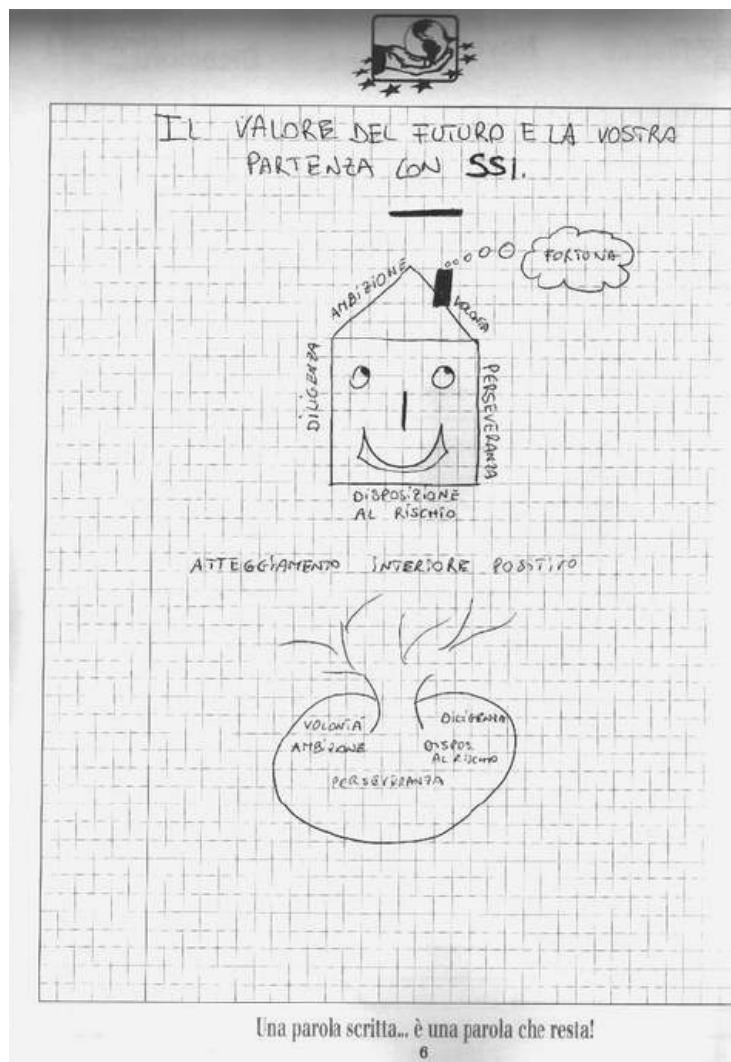 IL VALORE DEL FUTURO E LA VOSTRA
PARTENZA CON SSI.
FORTUNA
AMBIZIONE
VOLONTA
DILIGENZA
PERSEVERANZA
DISPOSIZIONE
AL RISCHIO
ATTEGGIAMENTO INTERIORE POSITIVO
VOLONTÀ
DILIGENZA
AMBIZIONE
DISPOS.
AL RISCHIO
PERSEVERANZA
Una parola scritta... è una parola che resta!
6